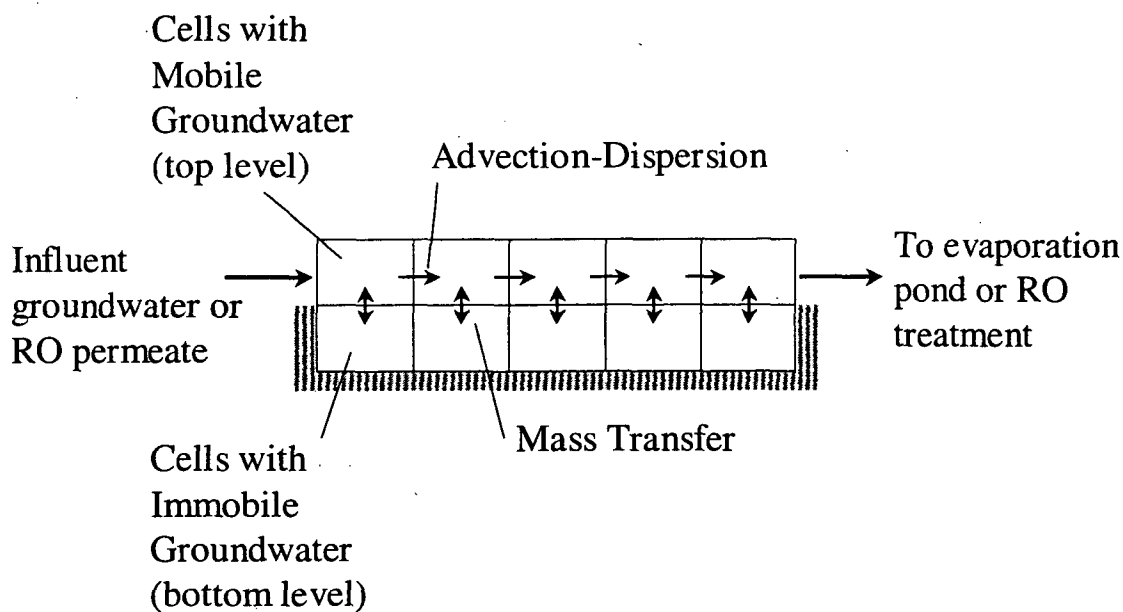 Cells with
Mobile
Groundwater
(top level)
Advection-Dispersion
Influent
groundwater or
RO permeate
To evaporation
pond or RO
treatment
Mass Transfer
Cells with
Immobile
Groundwater
(bottom level)